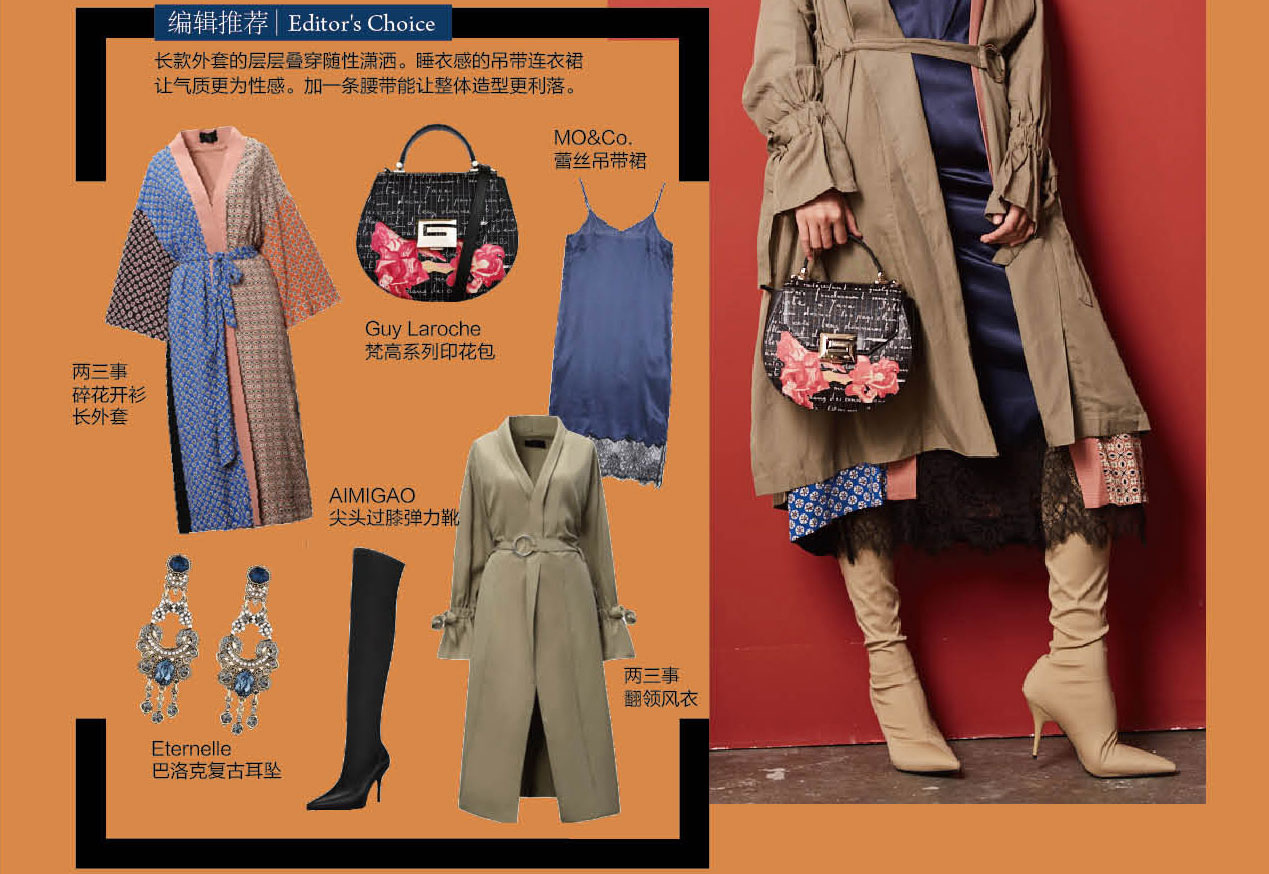 编辑推荐 | Editor's Choice
长款外套的层层叠穿随性潇洒。睡衣感的吊带连衣裙
让气质更为性感。加一条腰带能让整体造型更利落。
MO&Co.
蕾丝吊带裙
Guy Laroche
梵高系列印花包
两三事
碎花开衫
长外套
AIMIGAO
尖头过膝弹力靴
两三事
翻领风衣
Eternelle
巴洛克复古耳坠